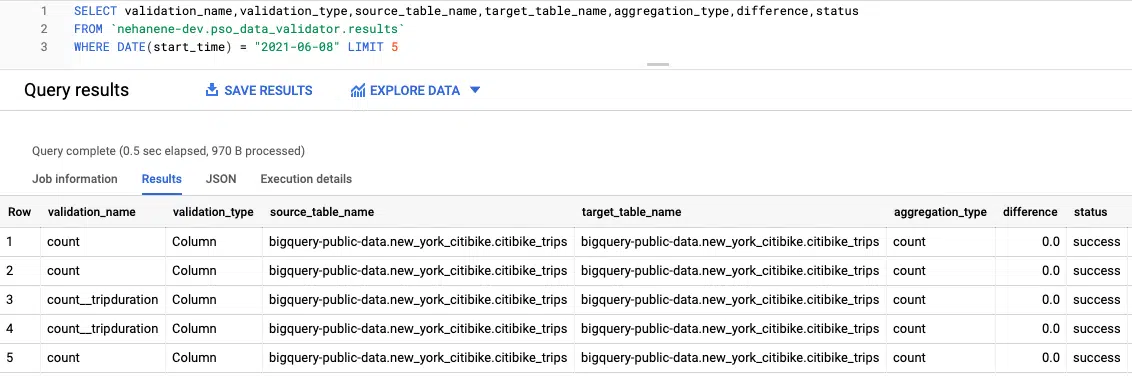 1 SELECT validation_name,validation_type,source_table_name,target_table_name,aggregation_type,difference,status
2 FROM `nehanene-dev.pso_data_validator.results`
3 WHERE DATE(start_time) = "2021-06-08" LIMIT 5
Query results SAVE RESULTS EXPLORE DATA
Query complete (0.5 sec elapsed, 970 B processed)
Job information Results JSON Execution details
Row validation_name validation_type source_table_name target_table_name aggregation_type difference status
1 count Column bigquery-public-data.new_york_citibike.citibike_trips bigquery-public-data.new_york_citibike.citibike_trips count 0.0 success
2 count Column bigquery-public-data.new_york_citibike.citibike_trips bigquery-public-data.new_york_citibike.citibike_trips count 0.0 success
3 count__tripduration Column bigquery-public-data.new_york_citibike.citibike_trips bigquery-public-data.new_york_citibike.citibike_trips count 0.0 success
4 count__tripduration Column bigquery-public-data.new_york_citibike.citibike_trips bigquery-public-data.new_york_citibike.citibike_trips count 0.0 success
5 count Column bigquery-public-data.new_york_citibike.citibike_trips bigquery-public-data.new_york_citibike.citibike_trips count 0.0 success